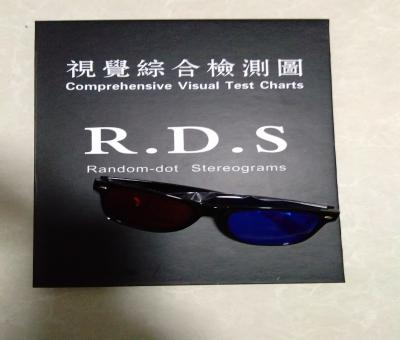 視覺綜合檢測圖
Comprehensive Visual Test Charts
R.D.S
Random-dot Stereograms